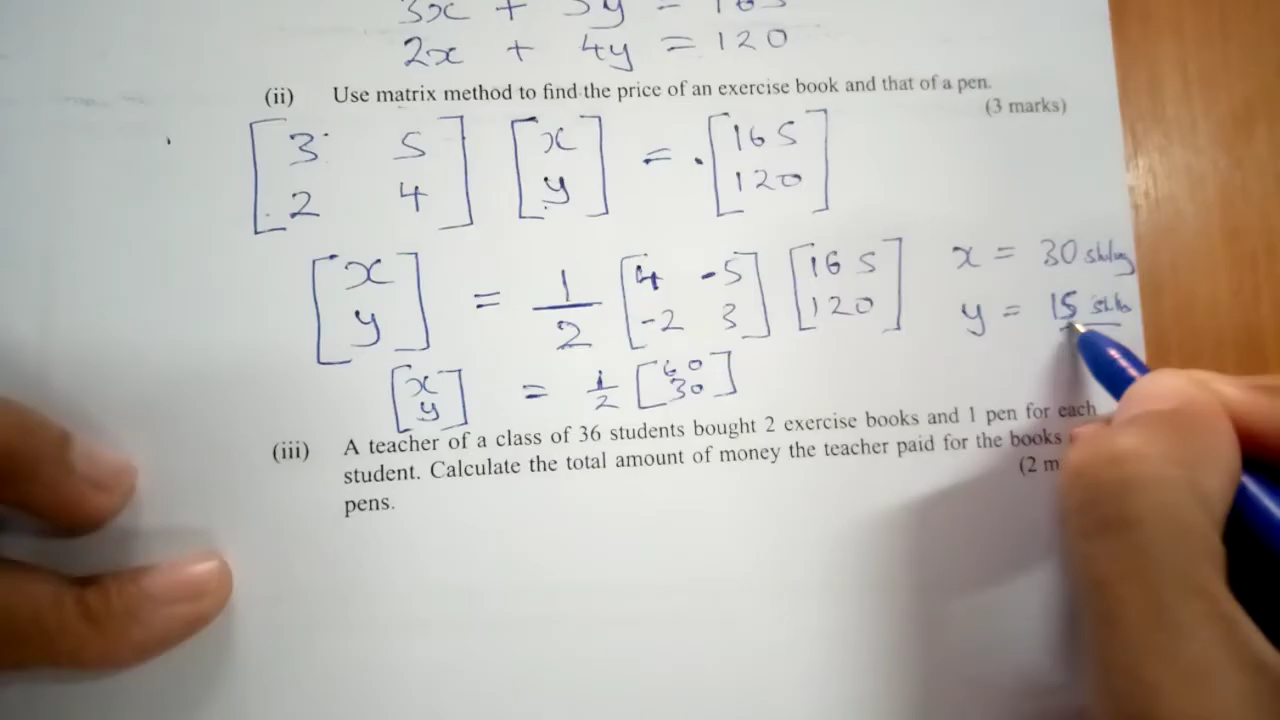 3x + 5y = 165
2x + 4y = 120
(ii) Use matrix method to find the price of an exercise book and that of a pen.
(3 marks)
[3 5] [x] = [165]
[2 4] [y] [120]
[x] = 1/2 [4 -5] [165] x = 30
[y] [-2 3] [120] y = 15
[x] = 1/2 [60]
[y] [30]
(iii) A teacher of a class of 36 students bought 2 exercise books and 1 pen for each
student. Calculate the total amount of money the teacher paid for the books
pens. (2 m